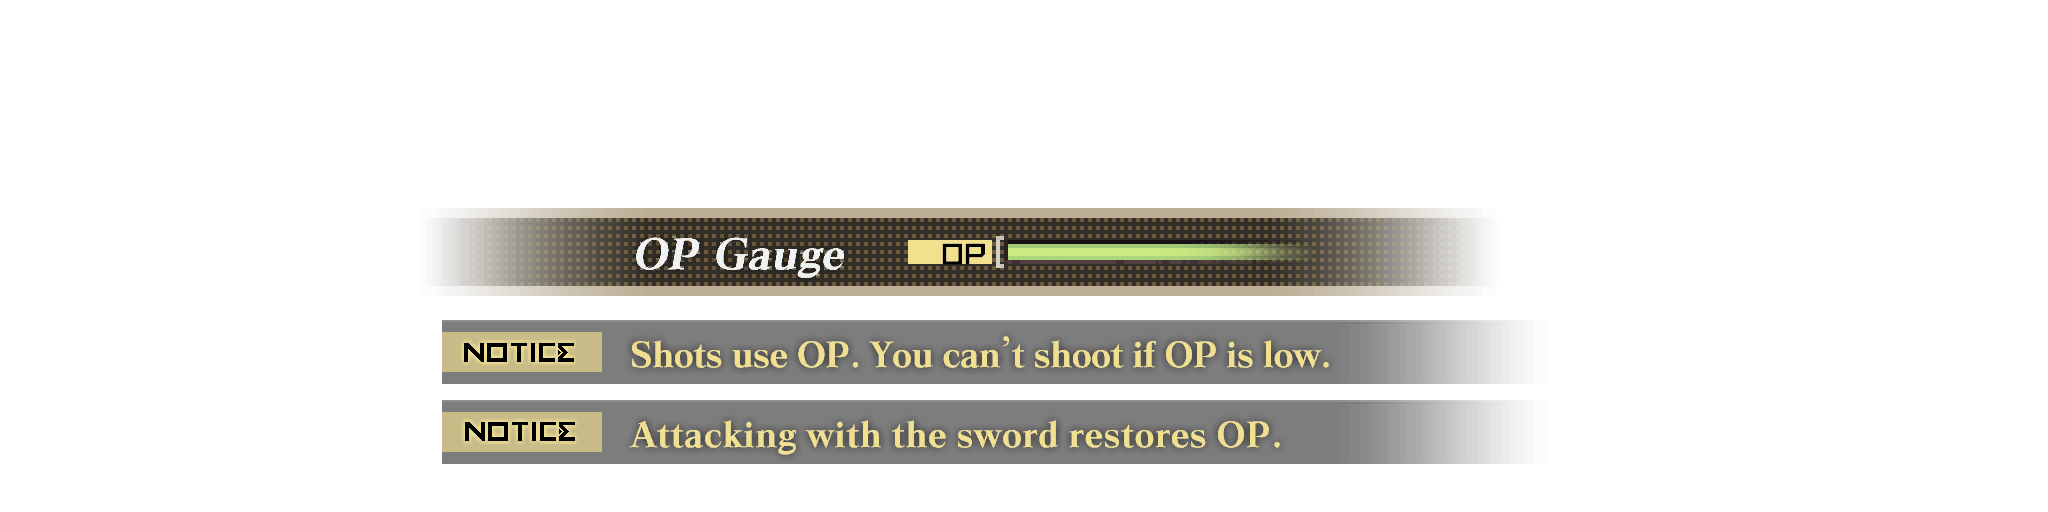 OP Gauge OP [
NOTICE Shots use OP. You can't shoot if OP is low.
NOTICE Attacking with the sword restores OP.